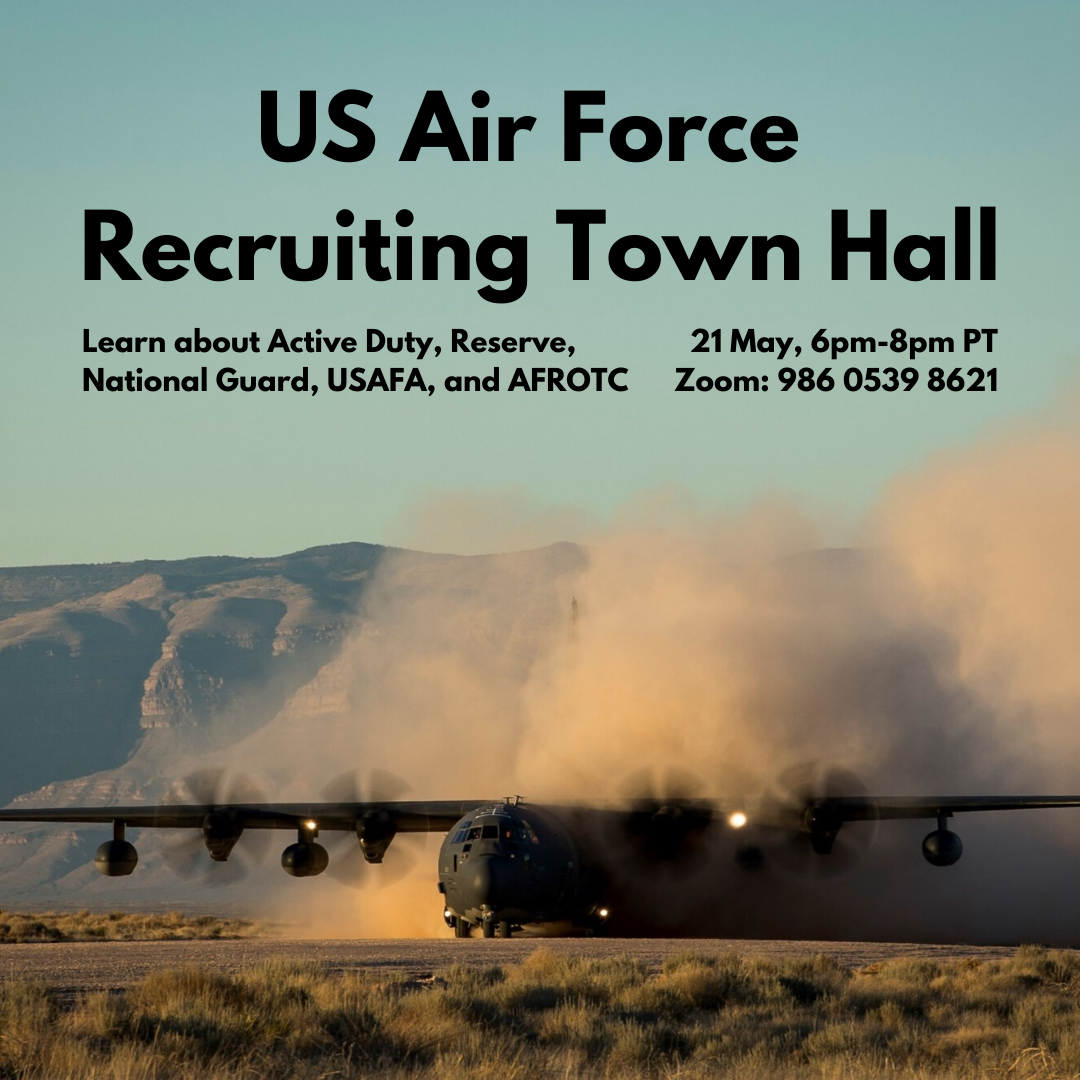 US Air Force
Recruiting Town Hall
Learn about Active Duty, Reserve,
National Guard, USAFA, and AFROTC
21 May, 6pm-8pm PT
Zoom: 986 0539 8621